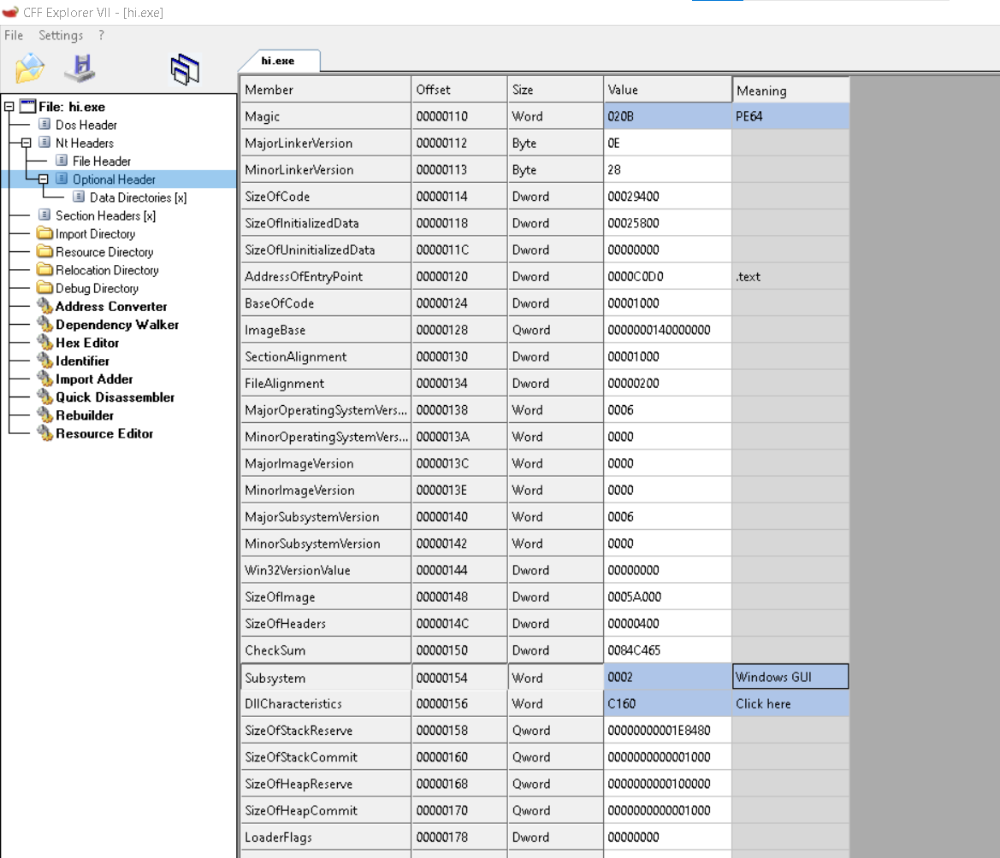 CFF Explorer VII - [hi.exe]
File Settings ?
hi.exe
File: hi.exe
Dos Header
Nt Headers
File Header
Optional Header
Data Directories [x]
Section Headers [x]
Import Directory
Resource Directory
Relocation Directory
Debug Directory
Address Converter
Dependency Walker
Hex Editor
Identifier
Import Adder
Quick Disassembler
Rebuilder
Resource Editor
Member Offset Size Value Meaning
Magic 00000110 Word 020B PE64
MajorLinkerVersion 00000112 Byte 0E
MinorLinkerVersion 00000113 Byte 28
SizeOfCode 00000114 Dword 00029400
SizeOfInitializedData 00000118 Dword 00025800
SizeOfUninitializedData 0000011C Dword 00000000
AddressOfEntryPoint 00000120 Dword 0000C0D0 .text
BaseOfCode 00000124 Dword 00001000
ImageBase 00000128 Qword 0000000140000000
SectionAlignment 00000130 Dword 00001000
FileAlignment 00000134 Dword 00000200
MajorOperatingSystemVers... 00000138 Word 0006
MinorOperatingSystemVers... 0000013A Word 0000
MajorImageVersion 0000013C Word 0000
MinorImageVersion 0000013E Word 0000
MajorSubsystemVersion 00000140 Word 0006
MinorSubsystemVersion 00000142 Word 0000
Win32VersionValue 00000144 Dword 00000000
SizeOfImage 00000148 Dword 0005A000
SizeOfHeaders 0000014C Dword 00000400
CheckSum 00000150 Dword 0084C465
Subsystem 00000154 Word 0002 Windows GUI
DllCharacteristics 00000156 Word C160 Click here
SizeOfStackReserve 00000158 Qword 00000000001E8480
SizeOfStackCommit 00000160 Qword 0000000000001000
SizeOfHeapReserve 00000168 Qword 0000000000100000
SizeOfHeapCommit 00000170 Qword 0000000000001000
LoaderFlags 00000178 Dword 00000000